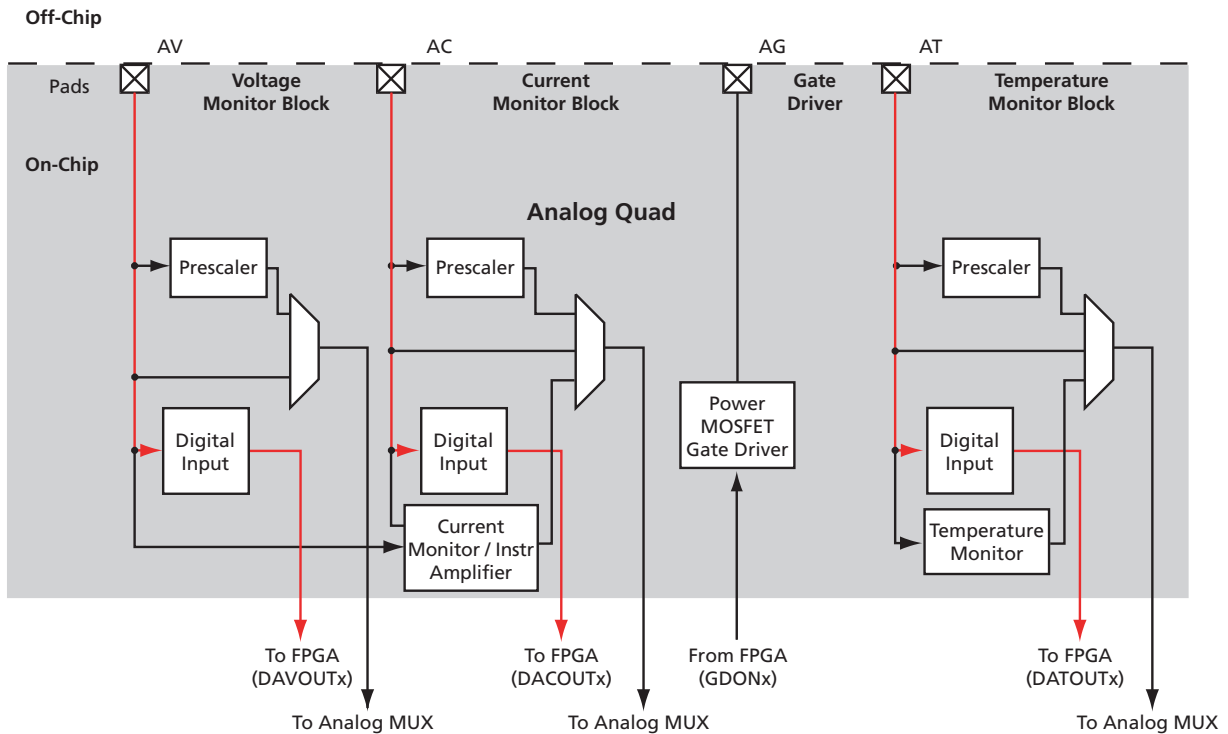 Off-Chip
AV
AC
AG
AT
Pads
Voltage
Monitor Block
Current
Monitor Block
Gate
Driver
Temperature
Monitor Block
On-Chip
Analog Quad
Prescaler
Prescaler
Prescaler
Power
MOSFET
Gate Driver
Digital
Input
Digital
Input
Digital
Input
Current
Monitor / Instr
Amplifier
Temperature
Monitor
To FPGA
(DAVOUTx)
To FPGA
(DACOUTx)
From FPGA
(GDONx)
To FPGA
(DATOUTx)
To Analog MUX
To Analog MUX
To Analog MUX